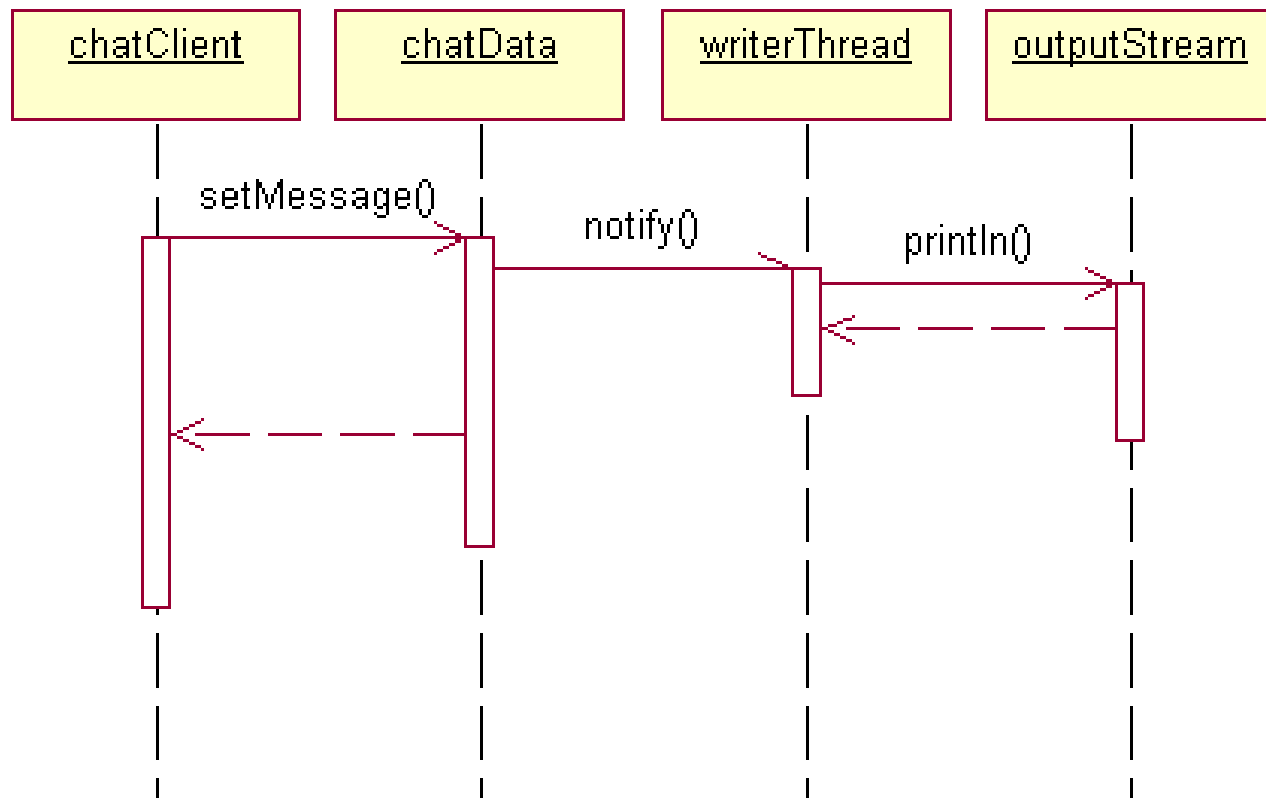 chatClient
chatData
writerThread
outputStream
setMessage()
notify()
println()